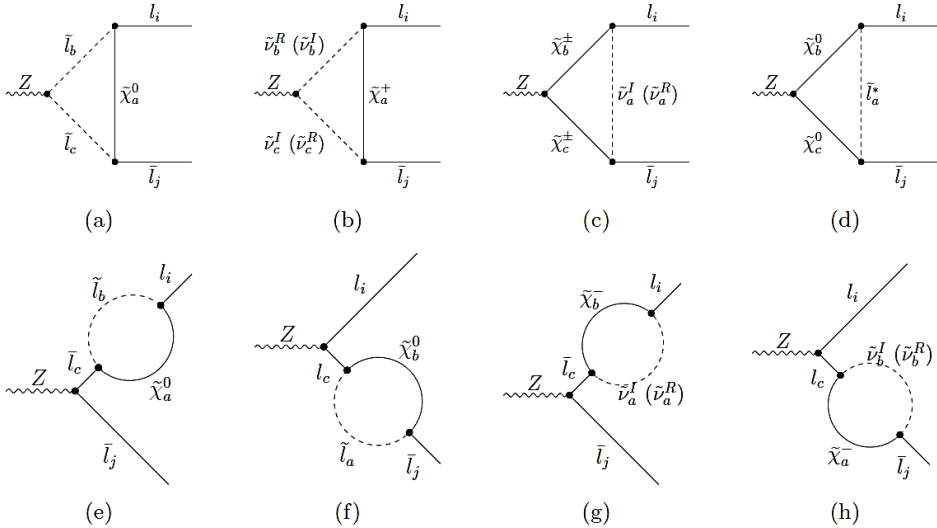 Z l̃_b l̃_c χ̃_a^0 l_i l̄_j
(a)
Z ν̃_b^R (ν̃_b^I) ν̃_c^I (ν̃_c^R) χ̃_a^+ l_i l̄_j
(b)
Z χ̃_b^± χ̃_c^± ν̃_a^I (ν̃_a^R) l_i l̄_j
(c)
Z χ̃_b^0 χ̃_c^0 l̃_a^* l_i l̄_j
(d)
Z l̃_b l̄_c χ̃_a^0 l_i l̄_j
(e)
Z l_i l_c χ̃_b^0 l̃_a l̄_j
(f)
Z χ̃_b^- l̄_c ν̃_a^I (ν̃_a^R) l_i l̄_j
(g)
Z l_i l_c ν̃_b^I (ν̃_b^R) χ̃_a^- l̄_j
(h)